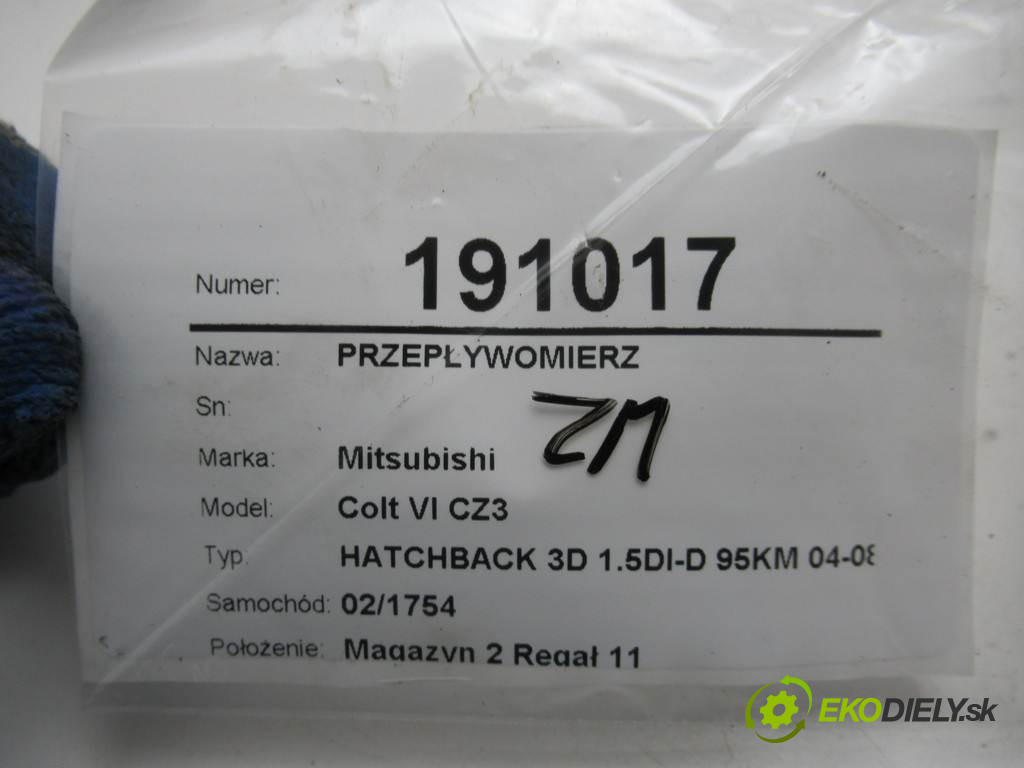 Numer: 191017
Nazwa: PRZEPŁYWOMIERZ
Sn:
ZM
Marka: Mitsubishi
Model: Colt VI CZ3
Typ: HATCHBACK 3D 1.5DI-D 95KM 04-08
Samochód: 02/1754
Położenie: Magazyn 2 Regał 11
EKODIELY.sk